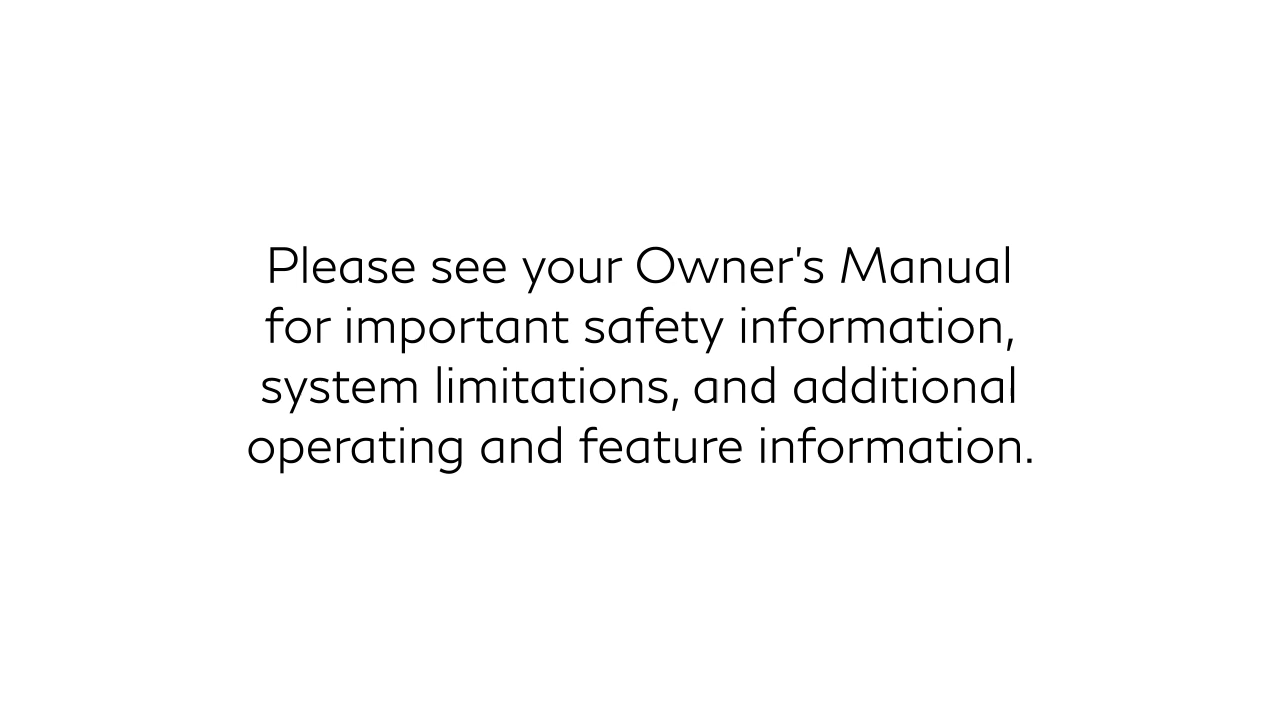 Please see your Owner's Manual
for important safety information,
system limitations, and additional
operating and feature information.